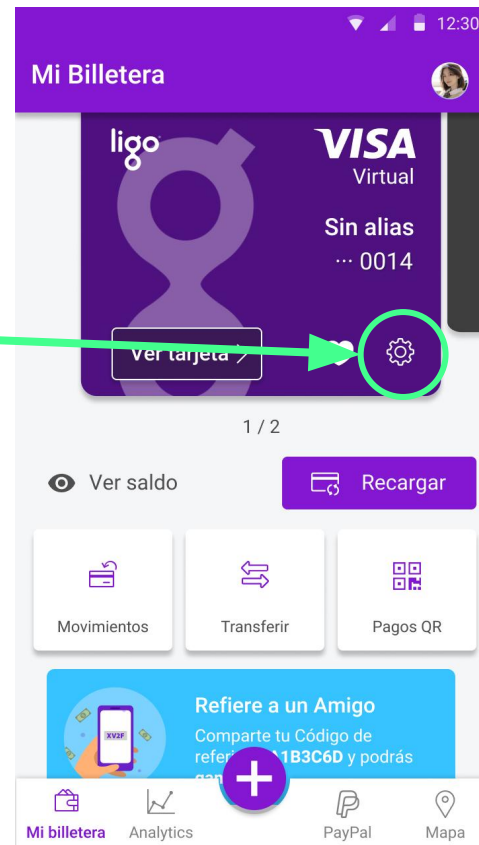 12:30
Mi Billetera
ligo
VISA
Virtual
Sin alias
··· 0014
Ver tarjeta >
1 / 2
Ver saldo
Recargar
Movimientos
Transferir
Pagos QR
Refiere a un Amigo
XV2F
Comparte tu Código de
A1B3C6D y podrás
Mi billetera
Analytics
PayPal
Mapa